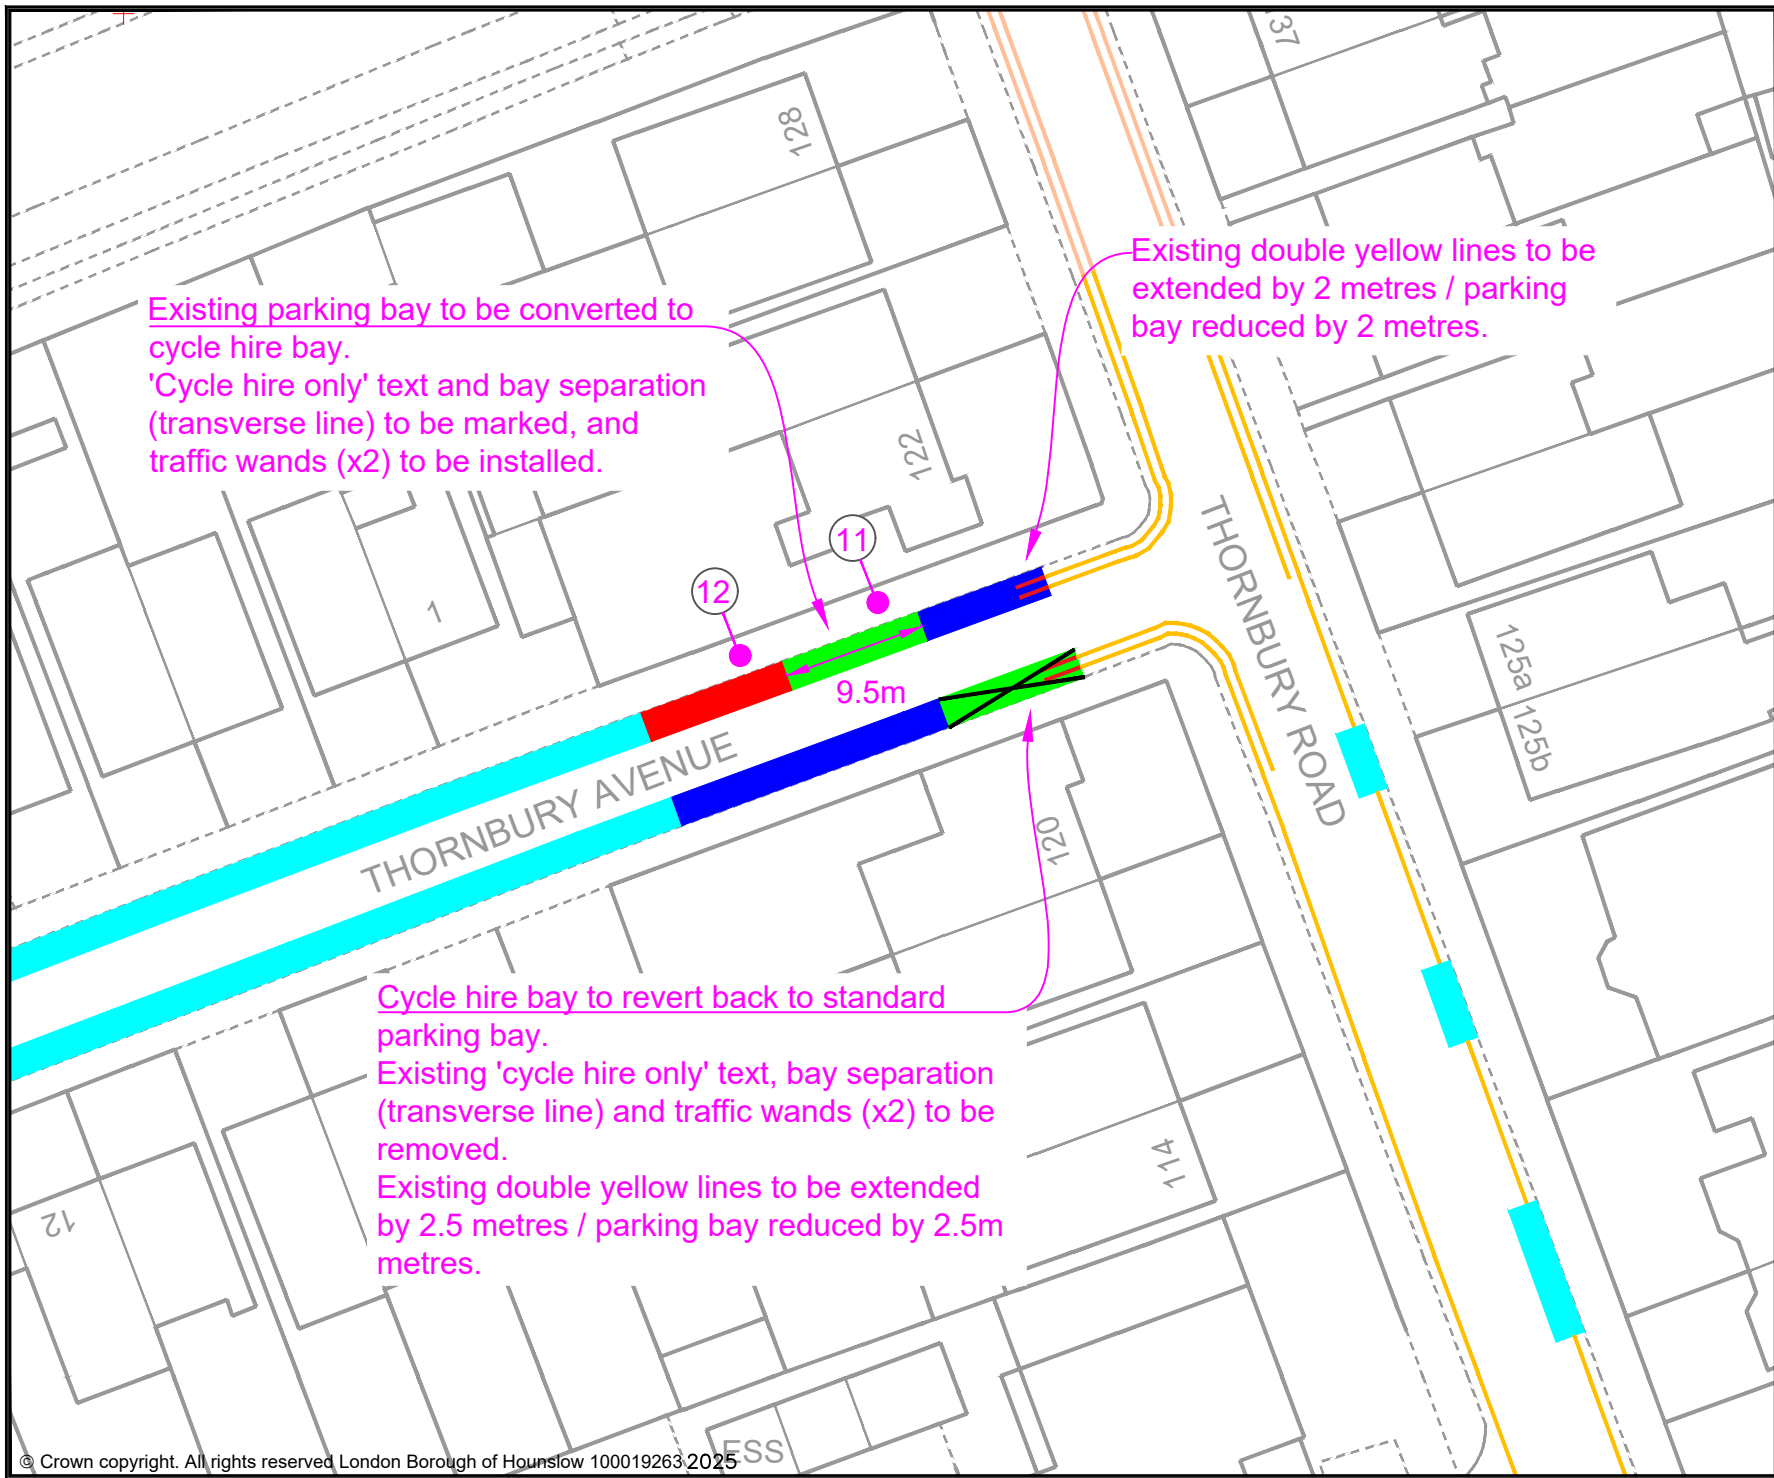 37
128
Existing double yellow lines to be
extended by 2 metres / parking
bay reduced by 2 metres.
Existing parking bay to be converted to
cycle hire bay.
'Cycle hire only' text and bay separation
(transverse line) to be marked, and
traffic wands (x2) to be installed.
122
11
12
1
THORNBURY ROAD
125a
125b
9.5m
THORNBURY AVENUE
120
Cycle hire bay to revert back to standard
parking bay.
Existing 'cycle hire only' text, bay separation
(transverse line) and traffic wands (x2) to be
removed.
Existing double yellow lines to be extended
by 2.5 metres / parking bay reduced by 2.5m
metres.
114
12
ESS
© Crown copyright. All rights reserved London Borough of Hounslow 100019263 2025